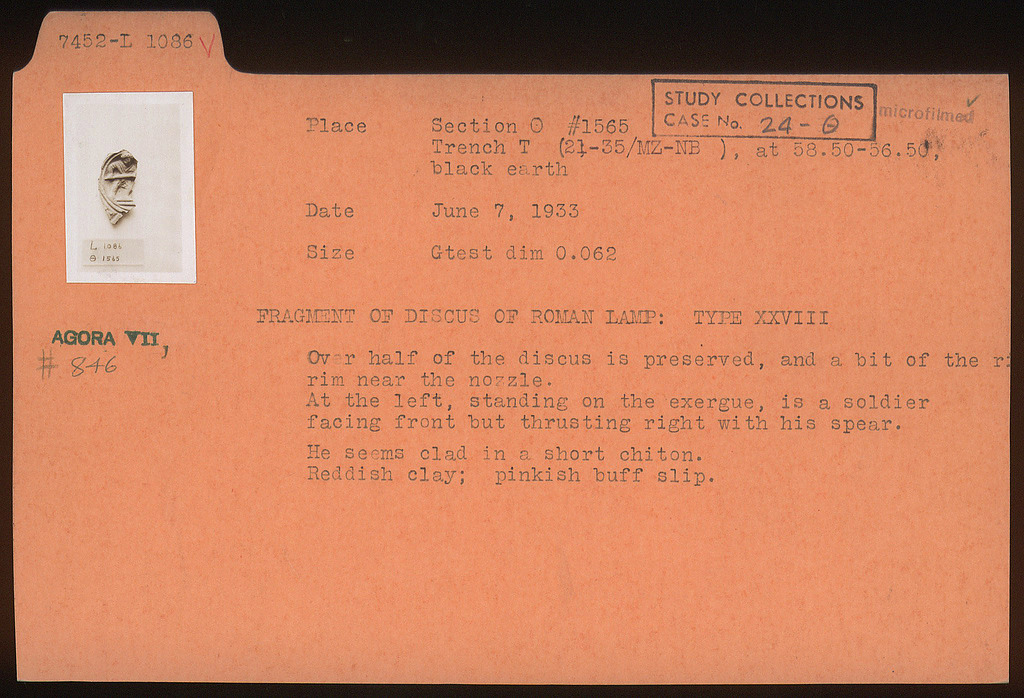 7452-L 1086 V
STUDY COLLECTIONS
CASE No. 24-Θ
microfilmed ✓
Place Section Θ #1565
Trench T (21-35/MZ-NB ), at 58.50-56.50,
black earth
Date June 7, 1933
Size Gtest dim 0.062
L 1086
Θ 1565
AGORA VII,
# 846
FRAGMENT OF DISCUS OF ROMAN LAMP: TYPE XXVIII
Over half of the discus is preserved, and a bit of the ri
rim near the nozzle.
At the left, standing on the exergue, is a soldier
facing front but thrusting right with his spear.
He seems clad in a short chiton.
Reddish clay; pinkish buff slip.